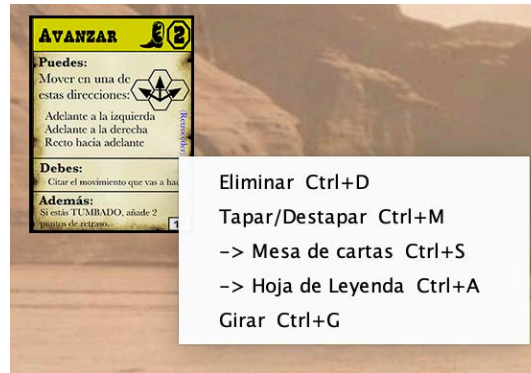 AVANZAR 2
Puedes:
Mover en una de
estas direcciones:
Adelante a la izquierda
Adelante a la derecha
Recto hacia adelante
Retroceder
Debes:
Citar el movimiento que vas a hac
Además:
Si estás TUMBADO, añade 2
puntos de retraso.
1
Eliminar Ctrl+D
Tapar/Destapar Ctrl+M
-> Mesa de cartas Ctrl+S
-> Hoja de Leyenda Ctrl+A
Girar Ctrl+G